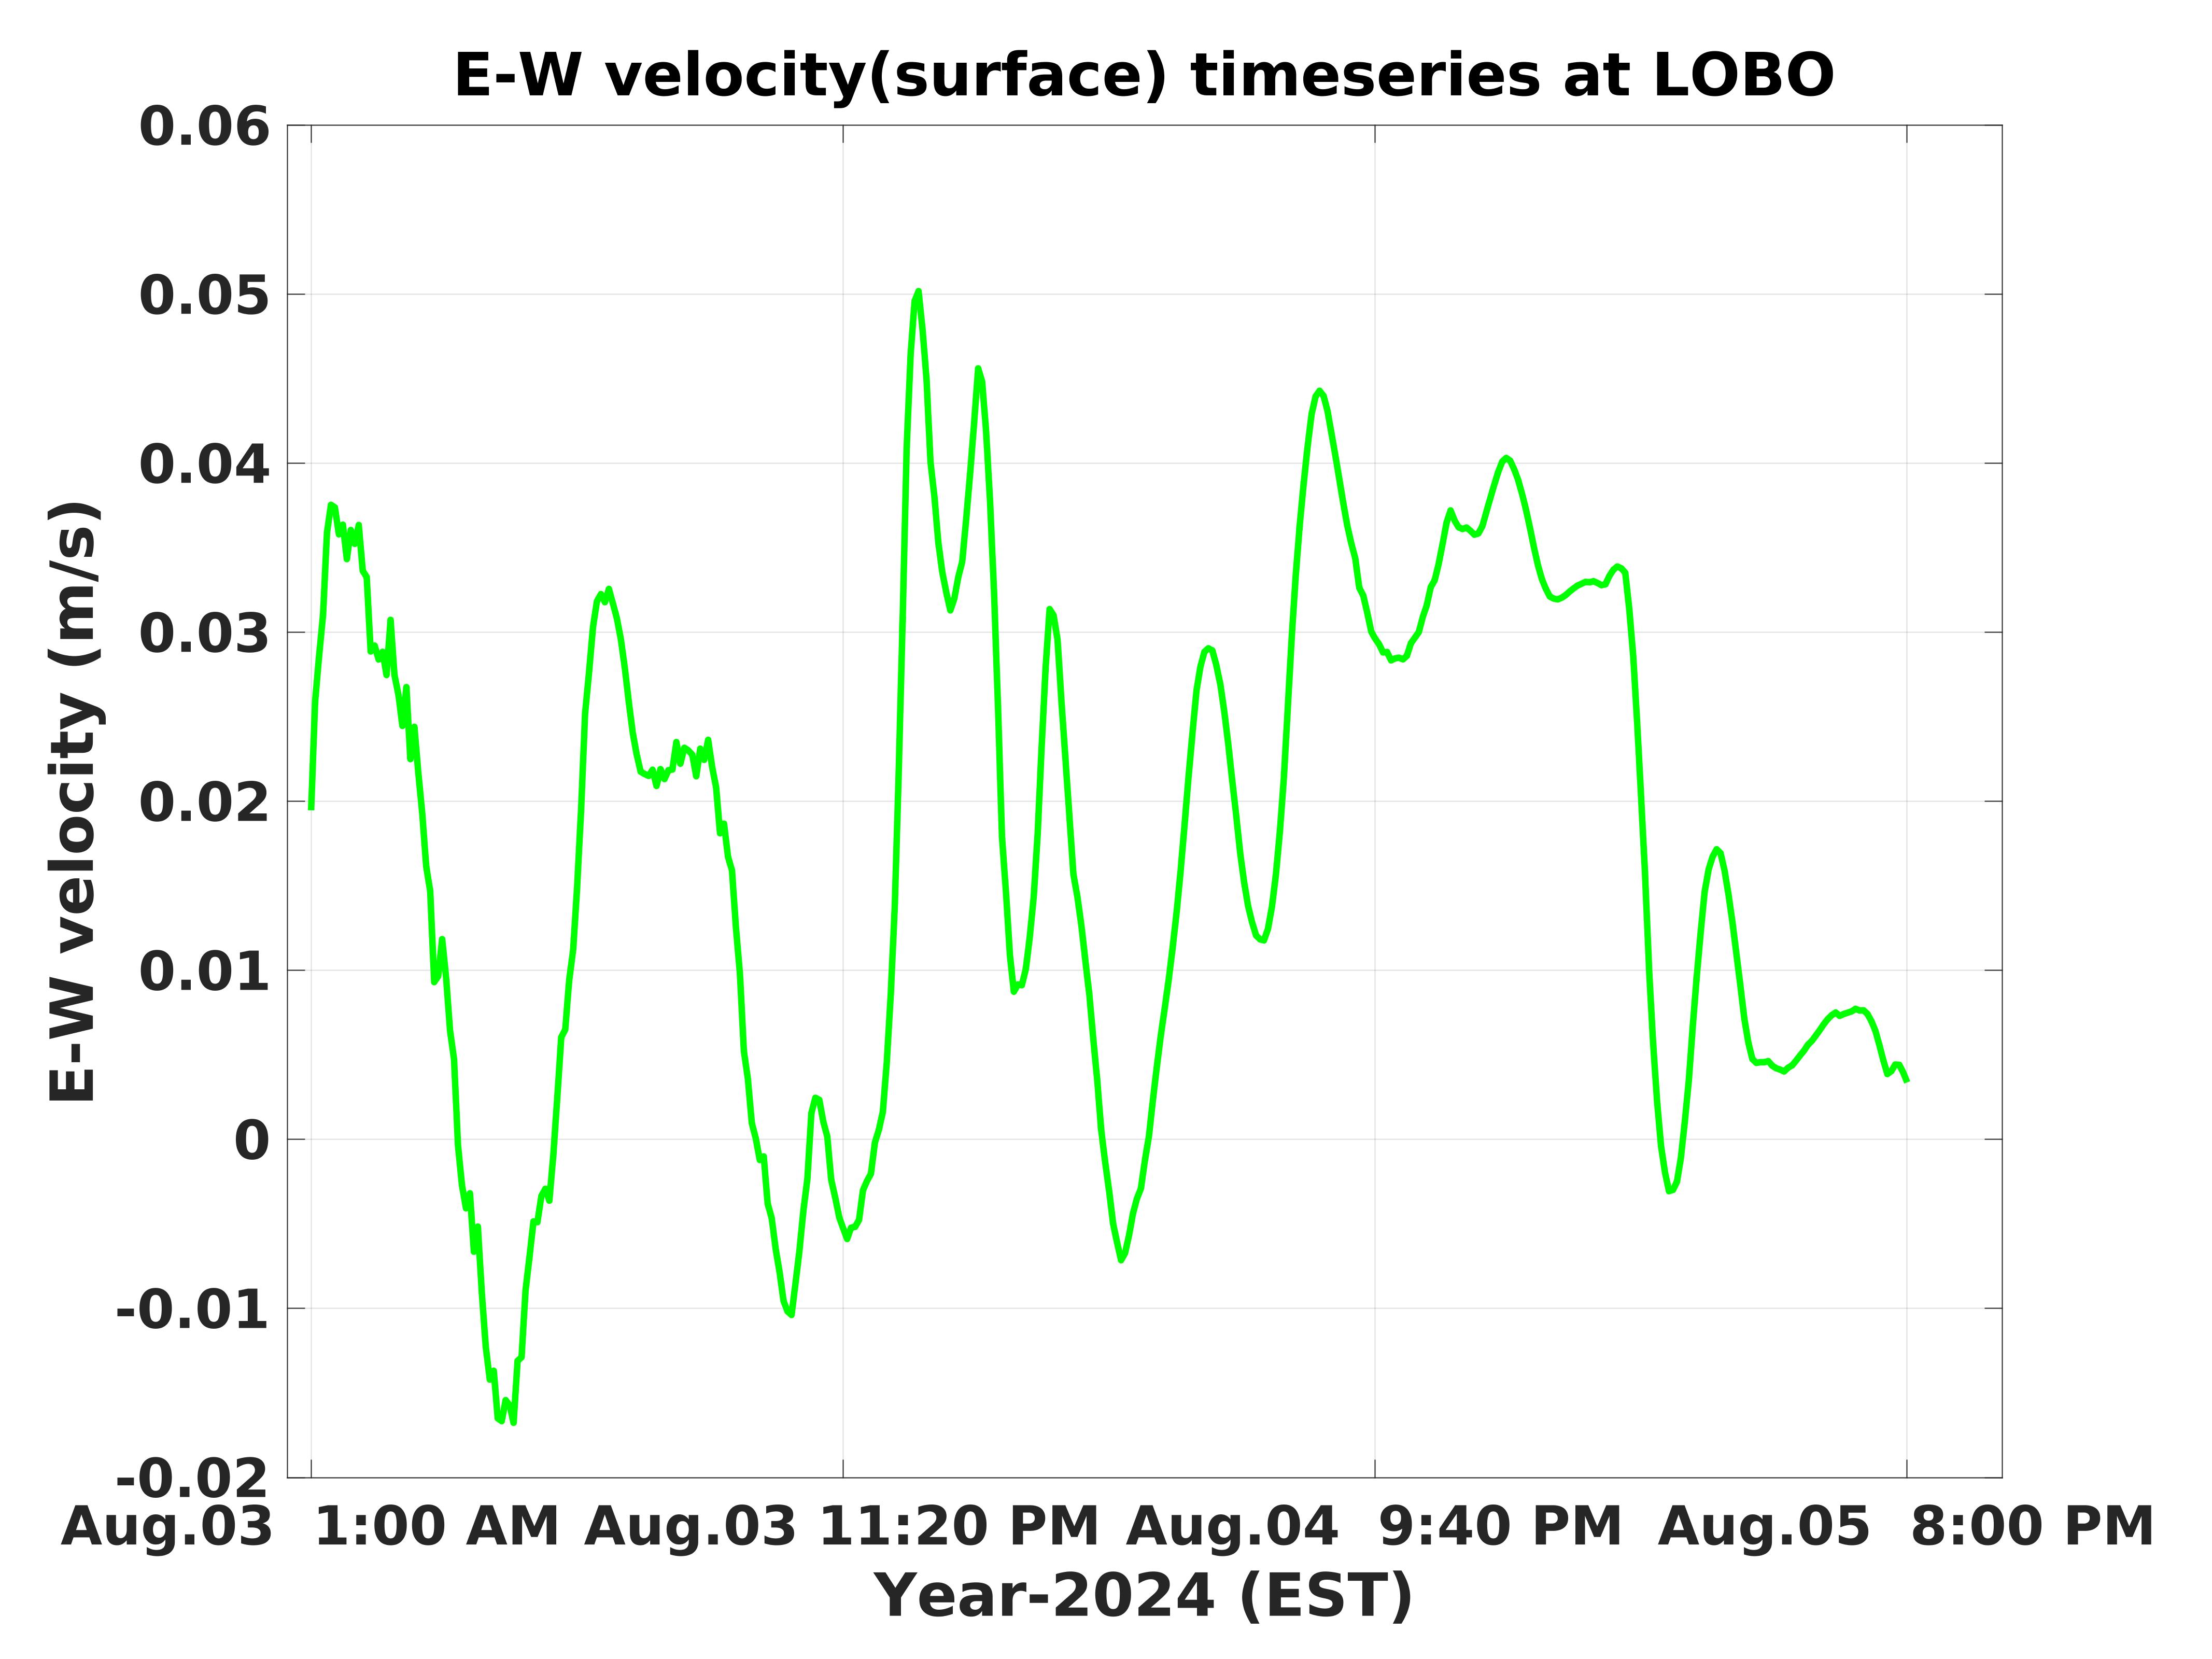 E-W velocity(surface) timeseries at LOBO
0.06
0.05
0.04
0.03
0.02
0.01
0
-0.01
-0.02
E-W velocity (m/s)
Aug.03 1:00 AM Aug.03 11:20 PM Aug.04 9:40 PM Aug.05 8:00 PM
Year-2024 (EST)